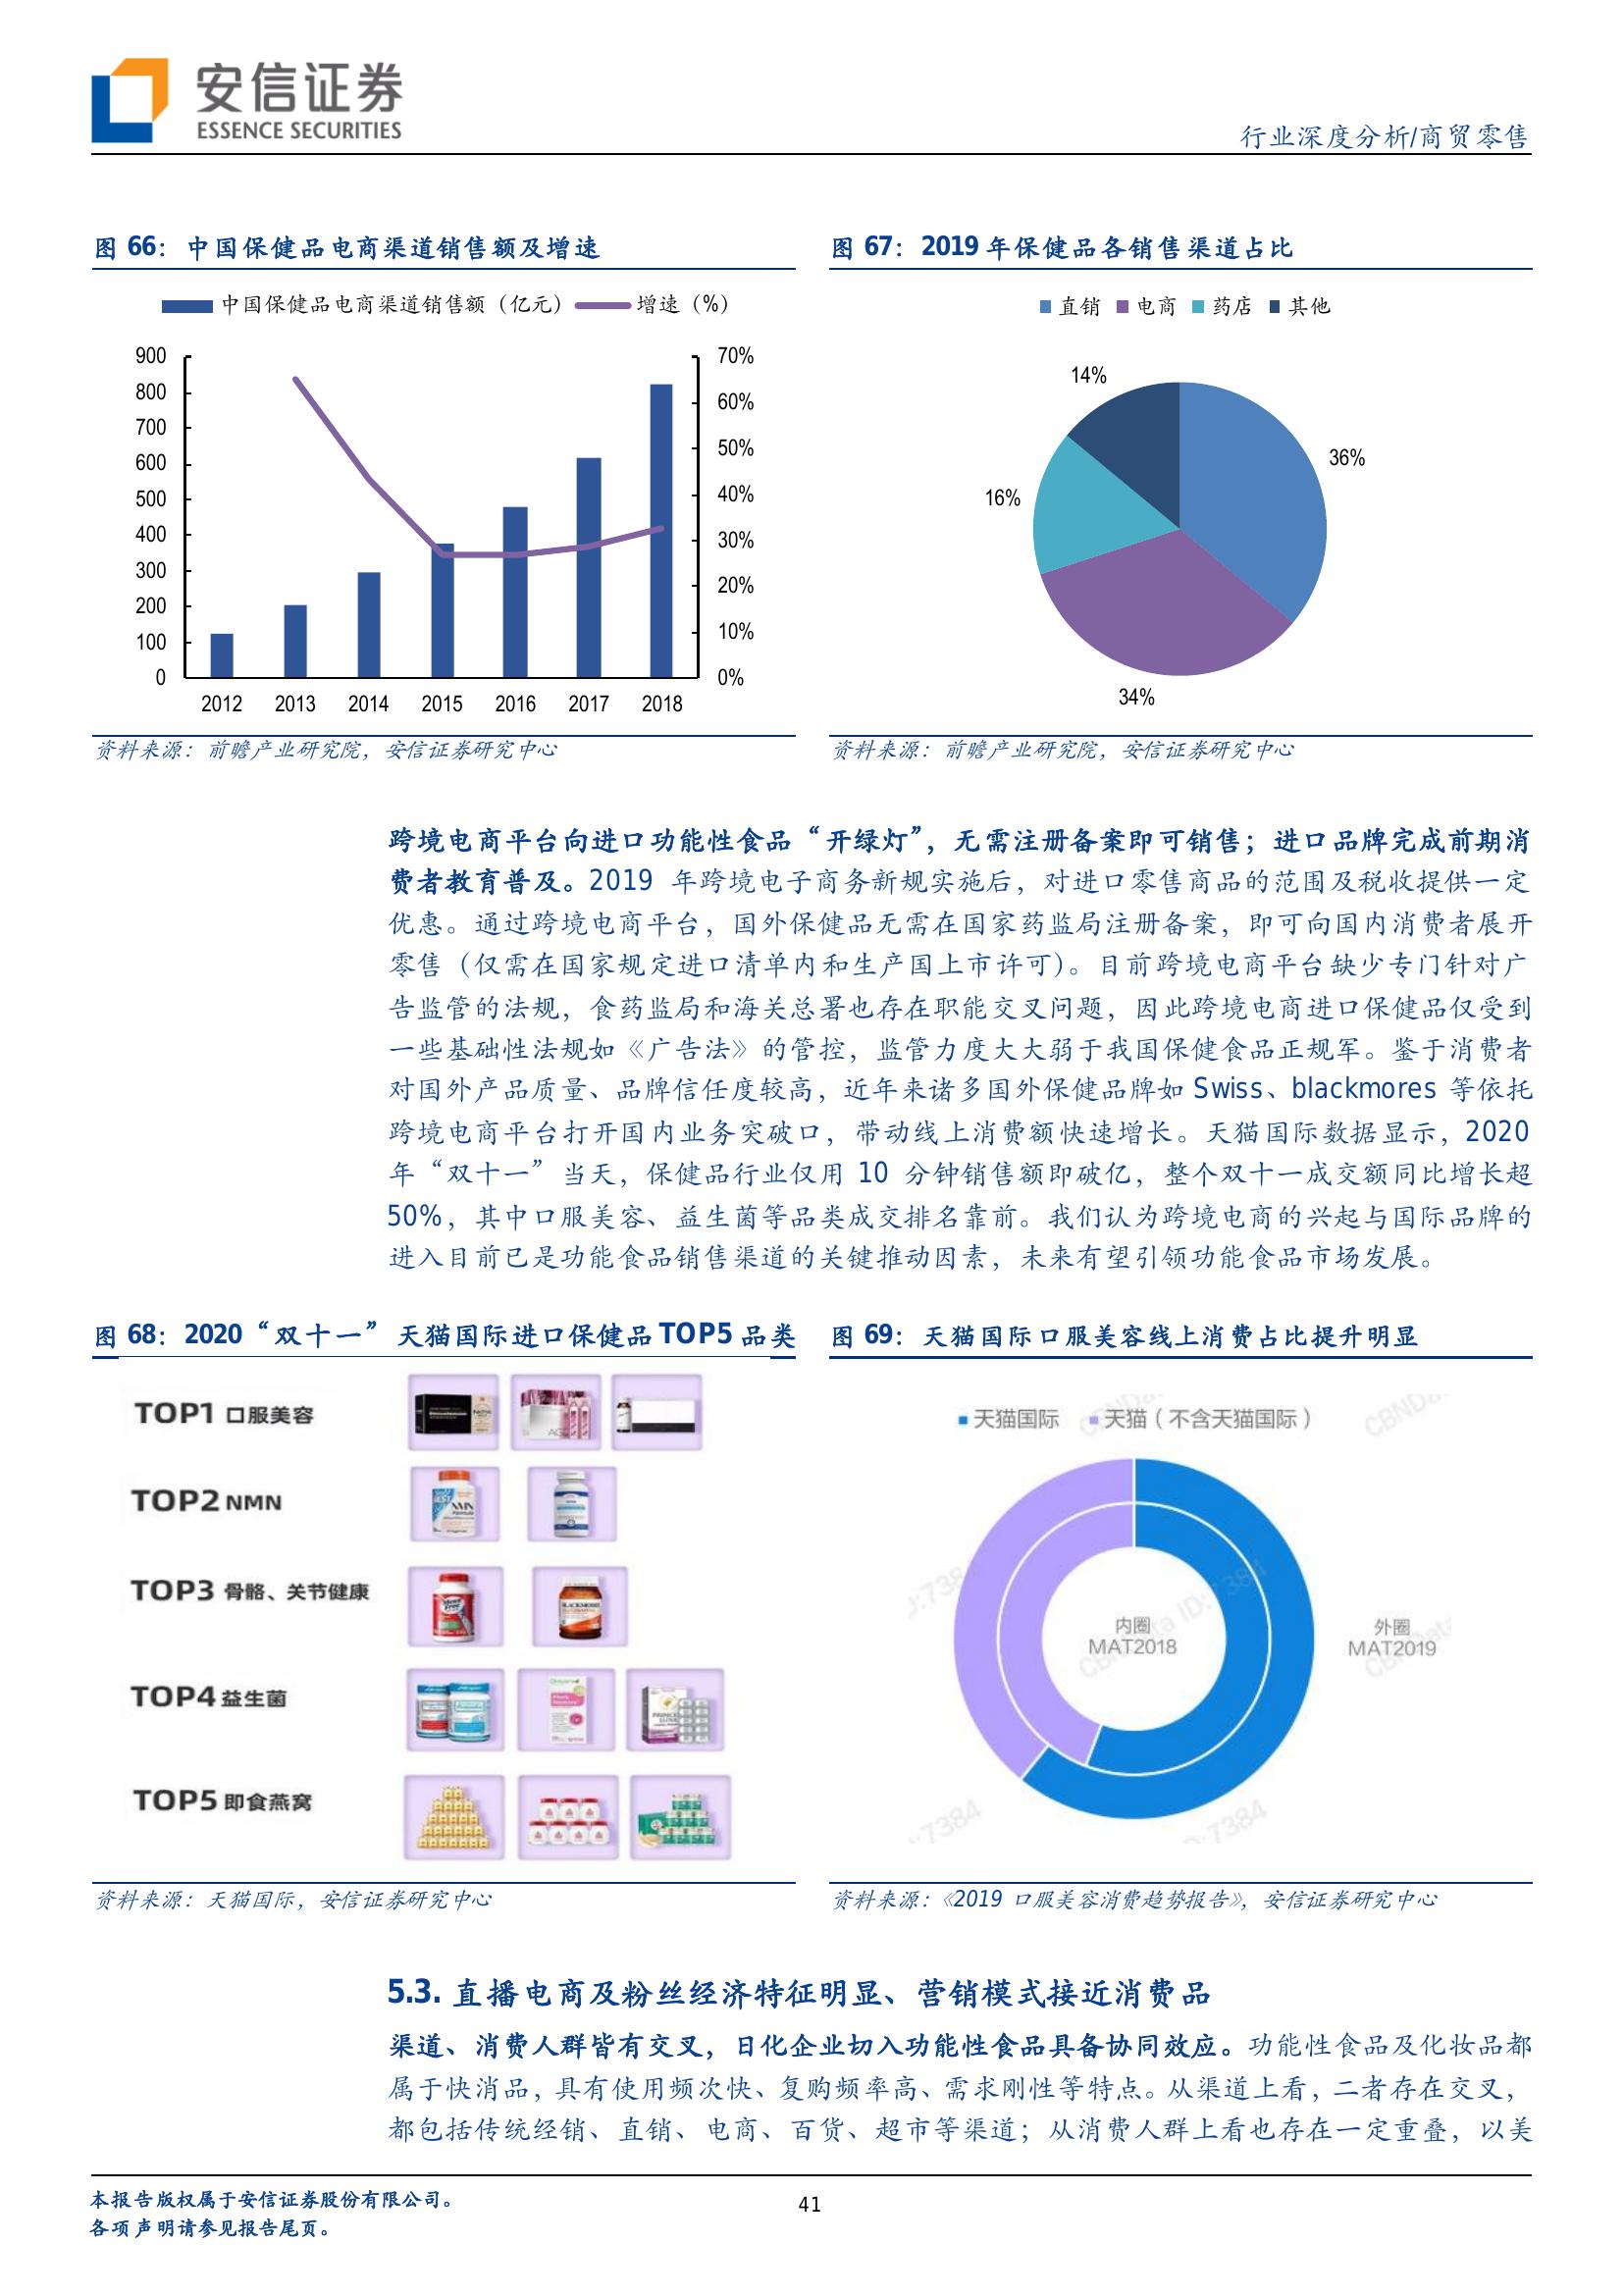 安信证券
ESSENCE SECURITIES
行业深度分析/商贸零售
图 66：中国保健品电商渠道销售额及增速
中国保健品电商渠道销售额（亿元）
增速（%）
900
800
700
600
500
400
300
200
100
0
70%
60%
50%
40%
30%
20%
10%
0%
2012 2013 2014 2015 2016 2017 2018
资料来源：前瞻产业研究院，安信证券研究中心
图 67：2019 年保健品各销售渠道占比
直销 电商 药店 其他
14%
36%
16%
34%
资料来源：前瞻产业研究院，安信证券研究中心
跨境电商平台向进口功能性食品“开绿灯”，无需注册备案即可销售；进口品牌完成前期消
费者教育普及。2019 年跨境电子商务新规实施后，对进口零售商品的范围及税收提供一定
优惠。通过跨境电商平台，国外保健品无需在国家药监局注册备案，即可向国内消费者展开
零售（仅需在国家规定进口清单内和生产国上市许可）。目前跨境电商平台缺少专门针对广
告监管的法规，食药监局和海关总署也存在职能交叉问题，因此跨境电商进口保健品仅受到
一些基础性法规如《广告法》的管控，监管力度大大弱于我国保健食品正规军。鉴于消费者
对国外产品质量、品牌信任度较高，近年来诸多国外保健品牌如 Swiss、blackmores 等依托
跨境电商平台打开国内业务突破口，带动线上消费额快速增长。天猫国际数据显示，2020
年“双十一”当天，保健品行业仅用 10 分钟销售额即破亿，整个双十一成交额同比增长超
50%，其中口服美容、益生菌等品类成交排名靠前。我们认为跨境电商的兴起与国际品牌的
进入目前已是功能食品销售渠道的关键推动因素，未来有望引领功能食品市场发展。
图 68：2020“双十一” 天猫国际进口保健品 TOP5 品类
TOP1 口服美容
TOP2 NMN
TOP3 骨骼、关节健康
TOP4 益生菌
TOP5 即食燕窝
资料来源：天猫国际，安信证券研究中心
图 69：天猫国际口服美容线上消费占比提升明显
天猫国际 天猫（不含天猫国际）
内圈
MAT2018
外圈
MAT2019
资料来源：《2019 口服美容消费趋势报告》，安信证券研究中心
5.3. 直播电商及粉丝经济特征明显、营销模式接近消费品
渠道、消费人群皆有交叉，日化企业切入功能性食品具备协同效应。功能性食品及化妆品都
属于快消品，具有使用频次快、复购频率高、需求刚性等特点。从渠道上看，二者存在交叉，
都包括传统经销、直销、电商、百货、超市等渠道；从消费人群上看也存在一定重叠，以美
本报告版权属于安信证券股份有限公司。
各项声明请参见报告尾页。
41